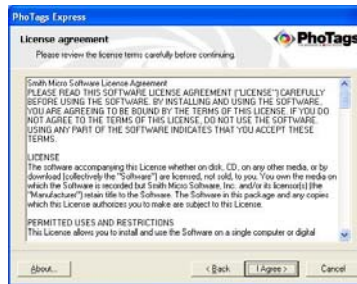 PhoTags Express
License agreement
Please review the license terms carefully before continuing.
PhoTags
Smith Micro Software License Agreement
PLEASE READ THIS SOFTWARE LICENSE AGREEMENT ("LICENSE") CAREFULLY
BEFORE USING THE SOFTWARE. BY INSTALLING AND USING THE SOFTWARE,
YOU ARE AGREEING TO BE BOUND BY THE TERMS OF THIS LICENSE. IF YOU DO
NOT AGREE TO THE TERMS OF THIS LICENSE, DO NOT USE THE SOFTWARE.
USING ANY PART OF THE SOFTWARE INDICATES THAT YOU ACCEPT THESE
TERMS.
LICENSE
The software accompanying this License whether on disk, CD, on any other media, or by
download (collectively the "Software") are licensed, not sold, to you. You own the media on
which the Software is recorded but Smith Micro Software, Inc. and/or its licensor(s) (the
"Manufacturer") retain title to the Software. The Software in this package and any copies
which this License authorizes you to make are subject to this License.
PERMITTED USES AND RESTRICTIONS
This License allows you to install and use the Software on a single computer or digital
About...
< Back
I Agree >
Cancel